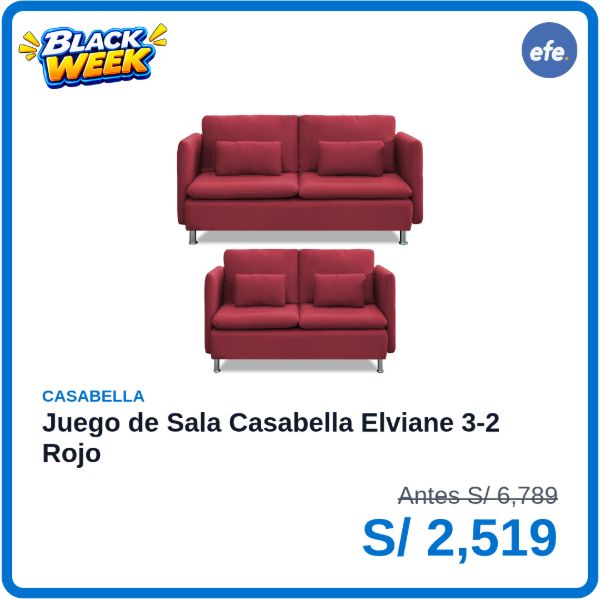 BLACK
WEEK
efe.
CASABELLA
Juego de Sala Casabella Elviane 3-2
Rojo
Antes S/ 6,789
S/ 2,519